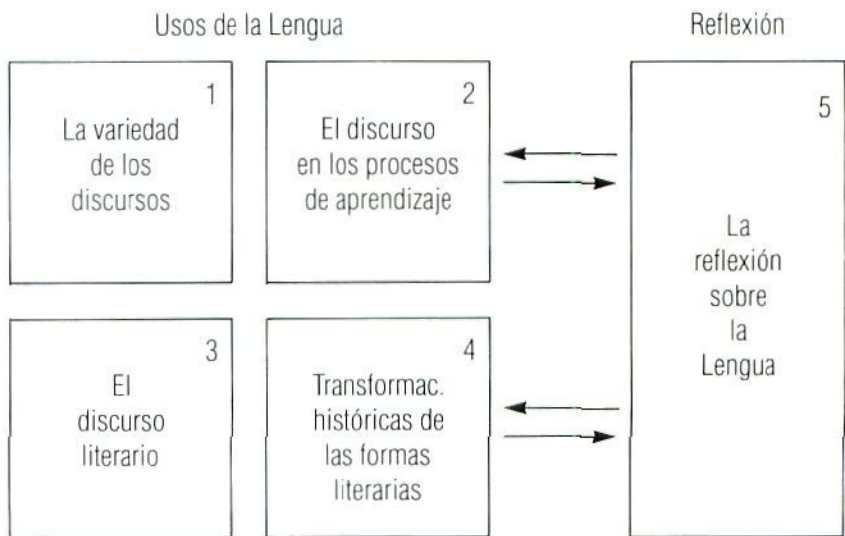 Usos de la Lengua
Reflexión
1
La variedad
de los
discursos
2
El discurso
en los procesos
de aprendizaje
3
El
discurso
literario
4
Transformac.
históricas de
las formas
literarias
5
La
reflexión
sobre
la
Lengua